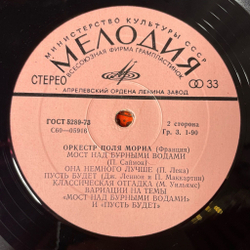 МИНИСТЕРСТВО КУЛЬТУРЫ СССР
МЕЛОДИЯ
ВСЕСОЮЗНАЯ ФИРМА ГРАМПЛАСТИНОК
СТЕРЕО
33
АПРЕЛЕВСКИЙ ОРДЕНА ЛЕНИНА ЗАВОД
ГОСТ 5289-73
2 сторона
С60—05918
Гр. 3. 1-90
ОРКЕСТР ПОЛЯ МОРИА (Франция)
МОСТ НАД БУРНЫМИ ВОДАМИ
(П. Саймон)
ОНА НЕМНОГО ЛУЧШЕ (П. Лека)
ПУСТЬ БУДЕТ (Дж. Леннон и П. Маккартни)
КЛАССИЧЕСКАЯ ОТГАДКА (М. Уильямс)
ВАРИАЦИИ НА ТЕМЫ
«МОСТ НАД БУРНЫМИ ВОДАМИ»
И «ПУСТЬ БУДЕТ»